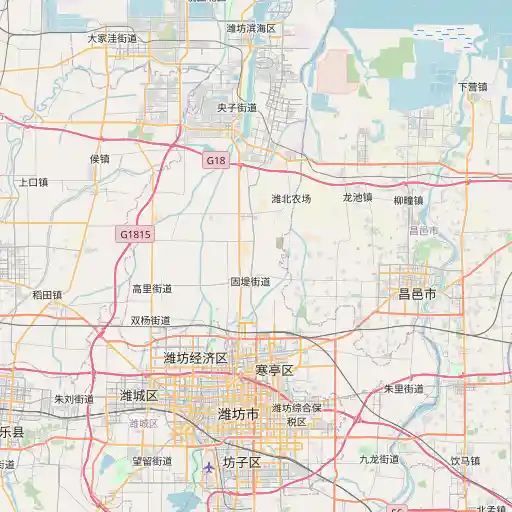 潍坊滨海区
大家洼街道
下营镇
央子街道
G18
侯镇
上口镇
潍北农场
龙池镇
柳疃镇
昌邑市
G1815
固堤街道
高里街道
稻田镇
昌邑市
双杨街道
潍坊经济区
寒亭区
朱里街道
潍城区
朱刘街道
潍坊市
潍坊综合保
税区
潍城区
乐县
望留街道
坊子区
九龙街道
饮马镇
街道
北孟镇